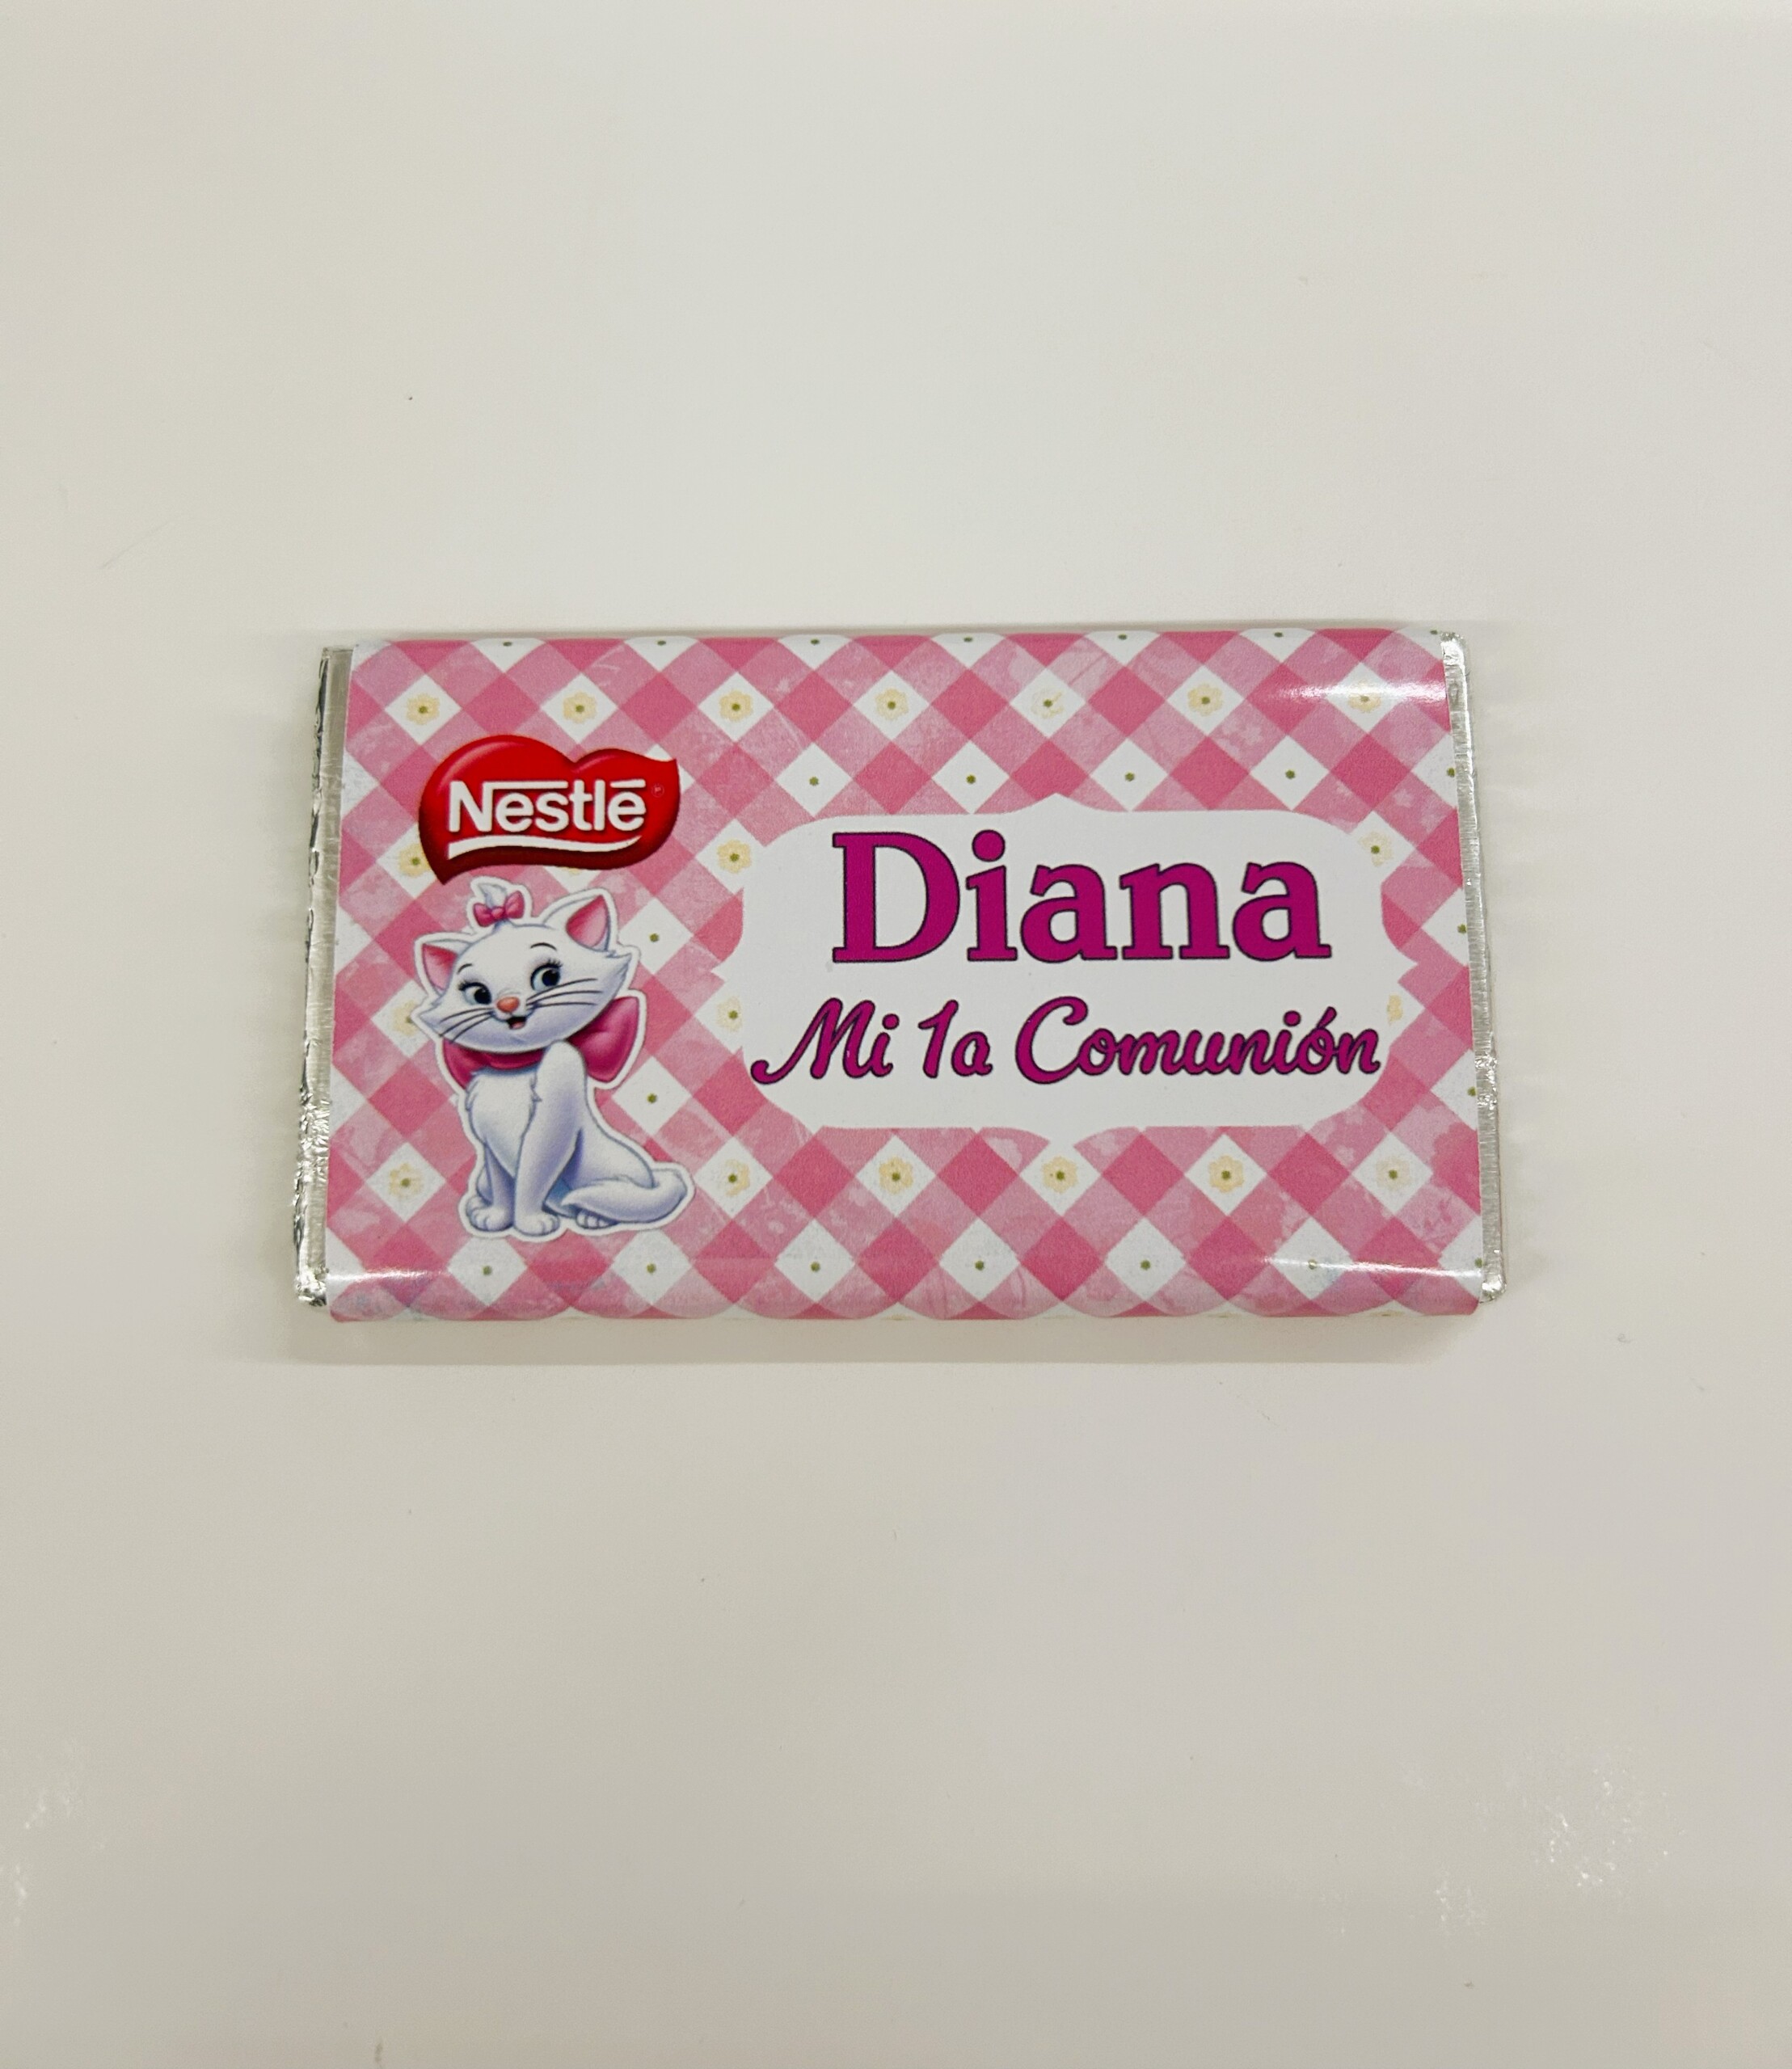 Nestlé
Diana
Mi 1a Comunión